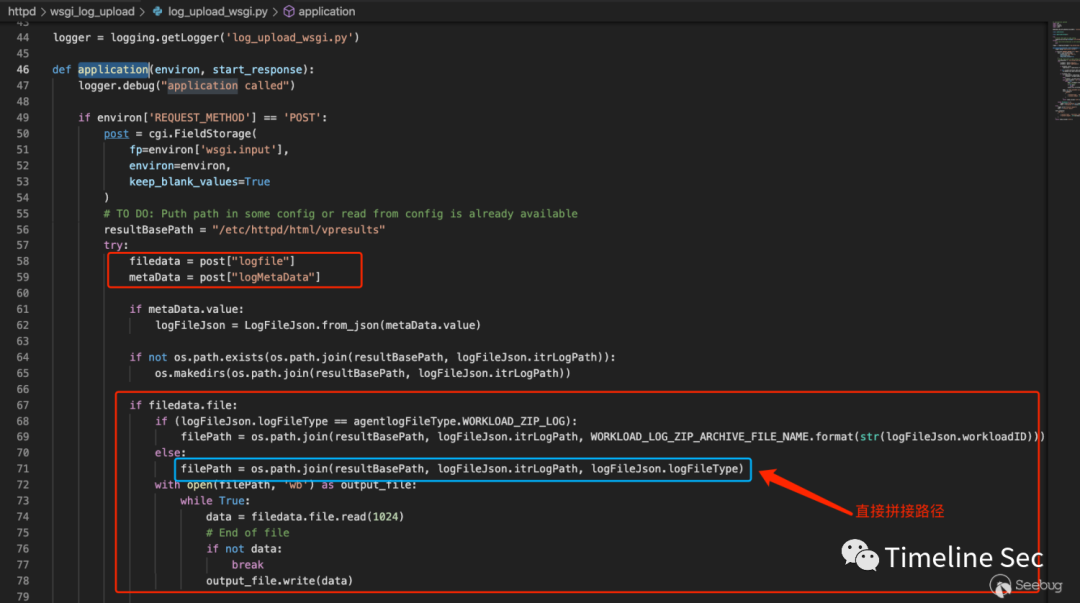 httpd > wsgi_log_upload > log_upload_wsgi.py > application
43
44 logger = logging.getLogger('log_upload_wsgi.py')
45
46 def application(environ, start_response):
47 logger.debug("application called")
48
49 if environ['REQUEST_METHOD'] == 'POST':
50 post = cgi.FieldStorage(
51 fp=environ['wsgi.input'],
52 environ=environ,
53 keep_blank_values=True
54 )
55 # TO DO: Puth path in some config or read from config is already available
56 resultBasePath = "/etc/httpd/html/vpresults"
57 try:
58 filedata = post["logfile"]
59 metaData = post["logMetaData"]
60
61 if metaData.value:
62 logFileJson = LogFileJson.from_json(metaData.value)
63
64 if not os.path.exists(os.path.join(resultBasePath, logFileJson.itrLogPath)):
65 os.makedirs(os.path.join(resultBasePath, logFileJson.itrLogPath))
66
67 if filedata.file:
68 if (logFileJson.logFileType == agentlogFileType.WORKLOAD_ZIP_LOG):
69 filePath = os.path.join(resultBasePath, logFileJson.itrLogPath, WORKLOAD_LOG_ZIP_ARCHIVE_FILE_NAME.format(str(logFileJson.workloadID)))
70 else:
71 filePath = os.path.join(resultBasePath, logFileJson.itrLogPath, logFileJson.logFileType)
72 with open(filePath, 'wb') as output_file:
73 while True:
74 data = filedata.file.read(1024)
直接拼接路径
75 # End of file
76 if not data:
77 break
78 output_file.write(data)
79
Timeline Sec
Seebug